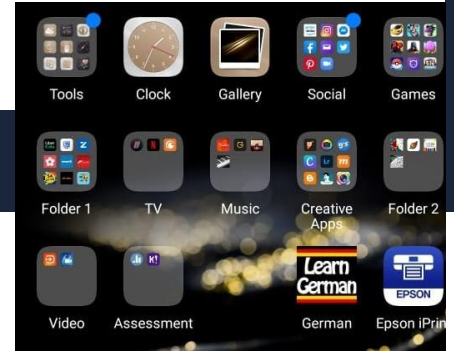 Tools Clock Gallery Social Games
Folder 1 TV Music Creative Apps Folder 2
Learn German
EPSON
Video Assessment German Epson iPrin